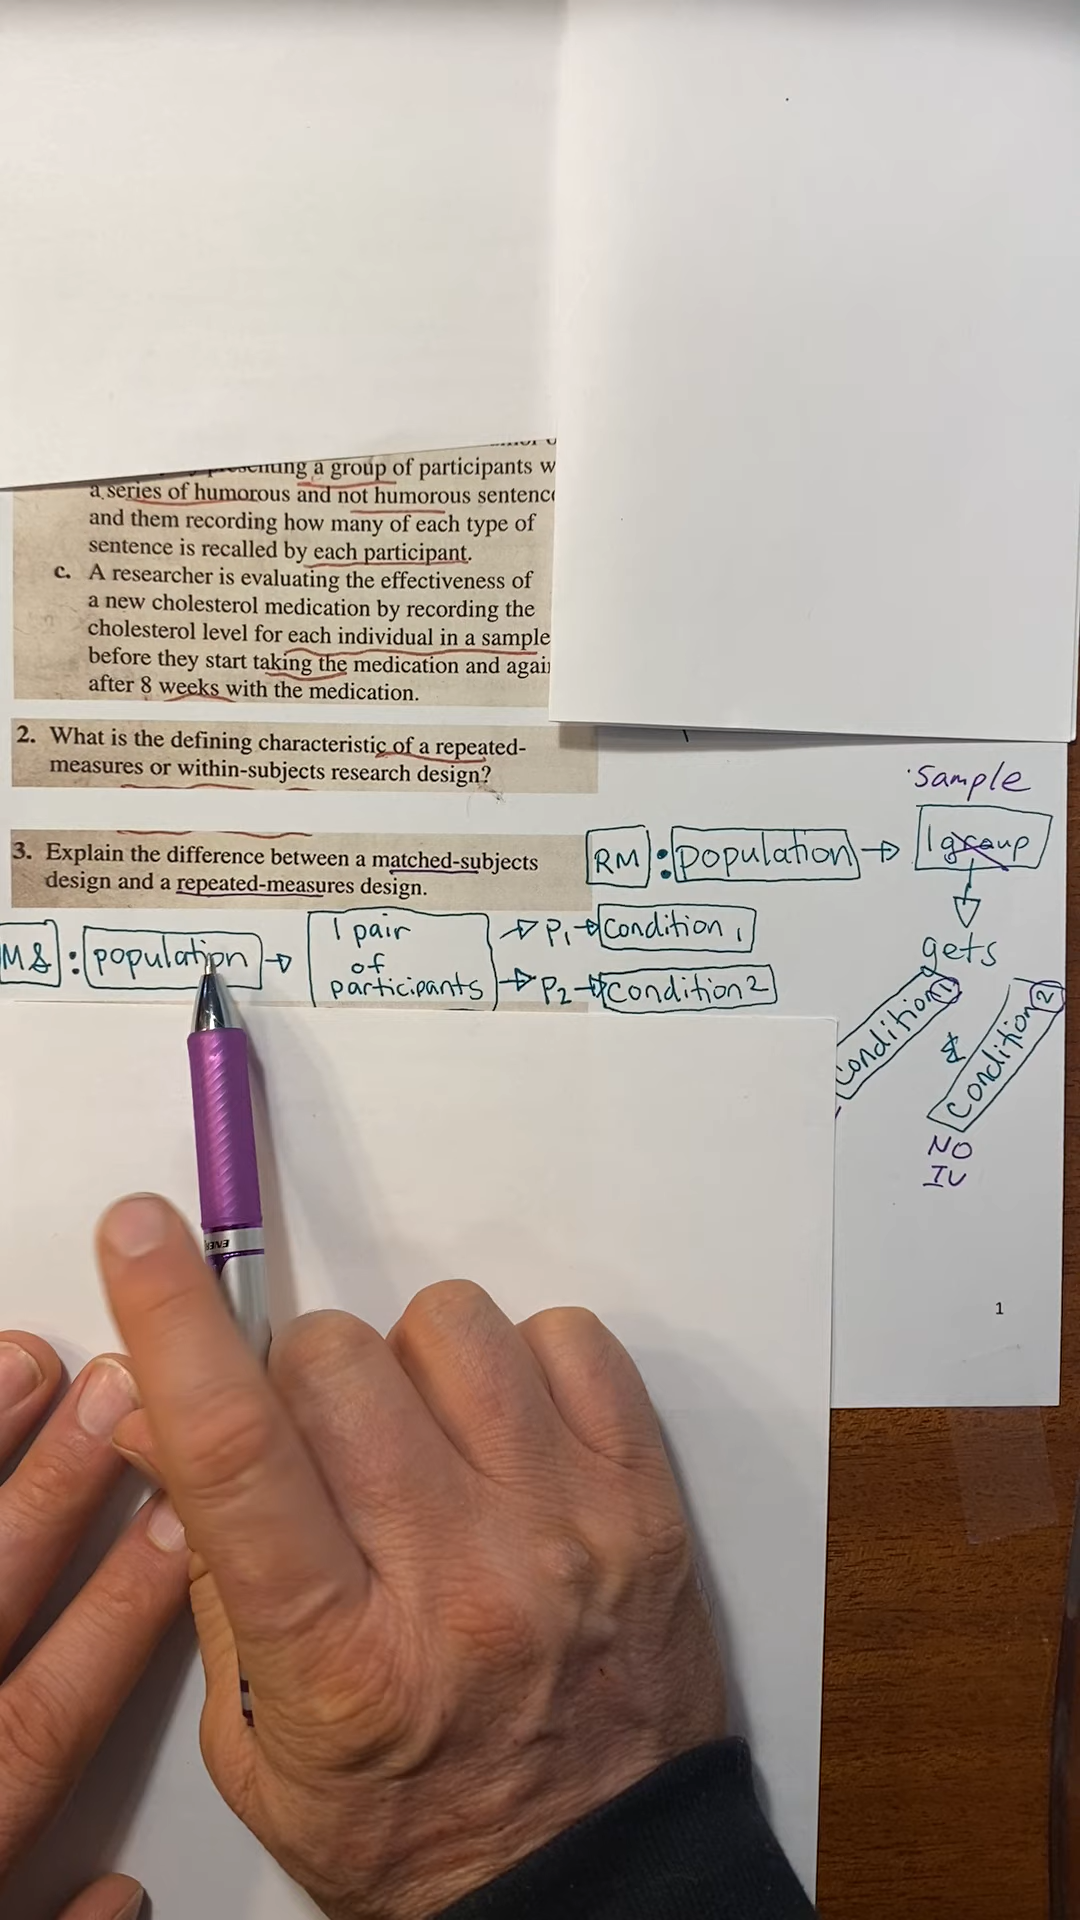 a group of participants w
a series of humorous and not humorous sentenc
and them recording how many of each type of
sentence is recalled by each participant.
c. A researcher is evaluating the effectiveness of
a new cholesterol medication by recording the
cholesterol level for each individual in a sample
before they start taking the medication and agai
after 8 weeks with the medication.
2. What is the defining characteristic of a repeated-
measures or within-subjects research design?
3. Explain the difference between a matched-subjects
design and a repeated-measures design.
Sample
RM : population 1 group
gets
Condition 1 & Condition 2
NO
IV
MS : population
1 pair
of
participants
P1 Condition 1
P2 Condition 2
1